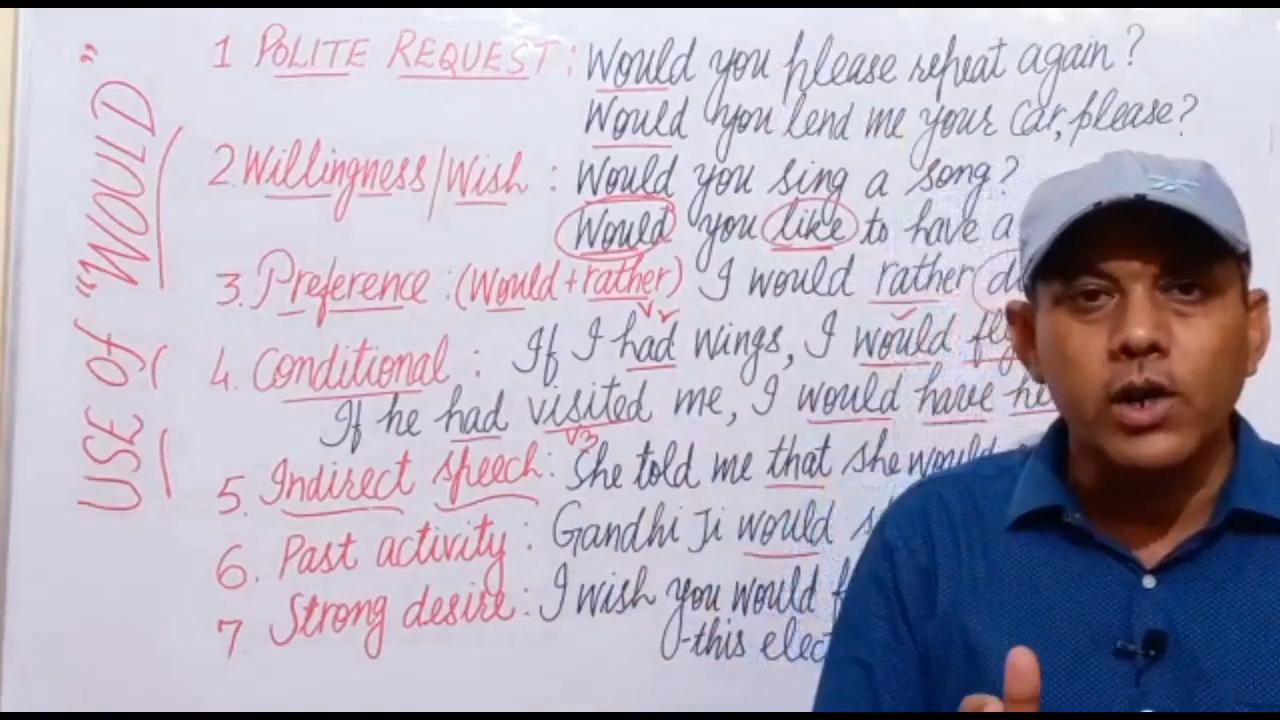 USE of "WOULD"
1 POLITE REQUEST : Would you please repeat again?
Would you lend me your car, please?
2. Willingness/Wish : Would you sing a song?
Would you like to have a
3. Preference : (Would + rather) I would rather
4. Conditional : If I had wings, I would fly
If he had visited me, I would have
V3
5. Indirect speech : She told me that she would
6. Past activity : Gandhi Ji would
7 Strong desire : I wish you would
this